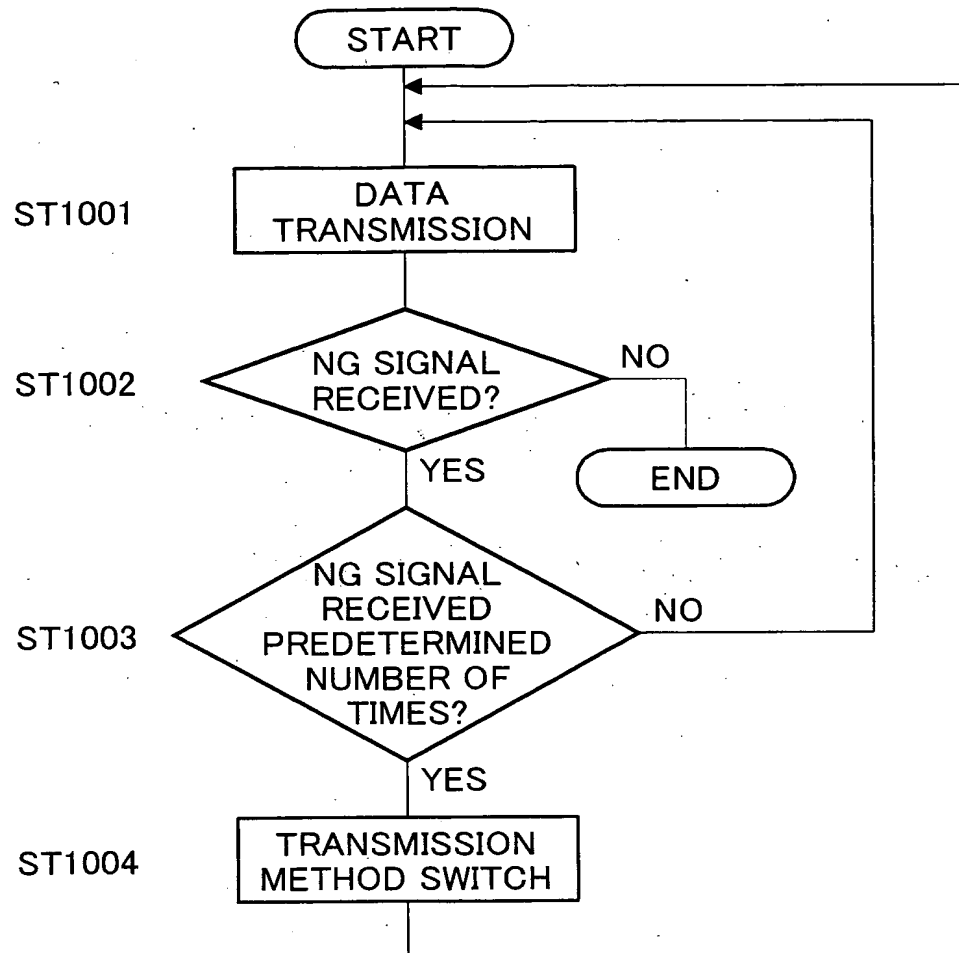 START
ST1001
DATA
TRANSMISSION
ST1002
NG SIGNAL
RECEIVED?
NO
YES
END
ST1003
NG SIGNAL
RECEIVED
PREDETERMINED
NUMBER OF
TIMES?
NO
YES
ST1004
TRANSMISSION
METHOD SWITCH